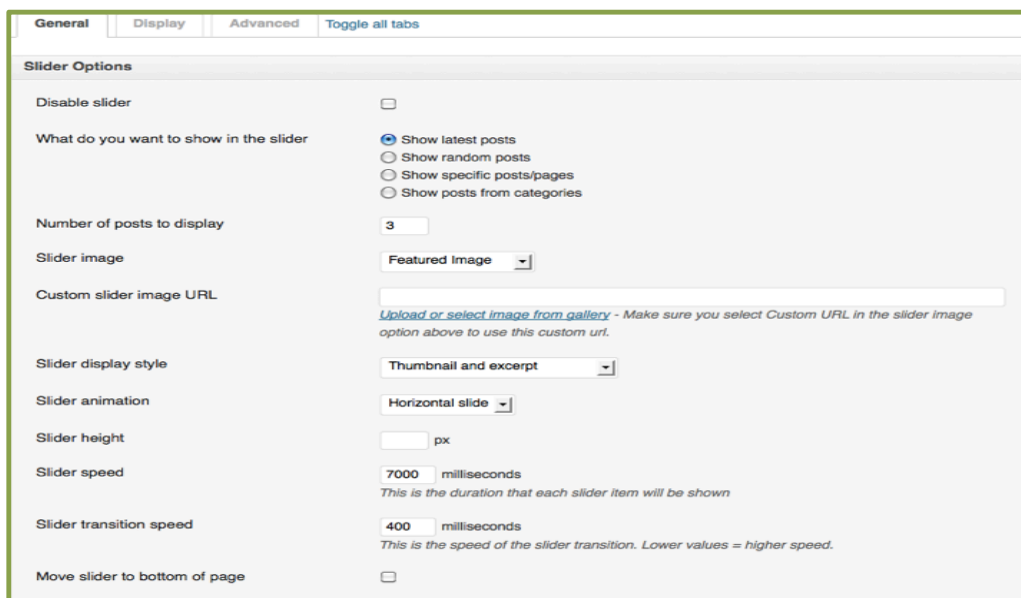 General Display Advanced Toggle all tabs
Slider Options
Disable slider
What do you want to show in the slider
Show latest posts
Show random posts
Show specific posts/pages
Show posts from categories
Number of posts to display 3
Slider image Featured Image
Custom slider image URL
Upload or select image from gallery - Make sure you select Custom URL in the slider image
option above to use this custom url.
Slider display style Thumbnail and excerpt
Slider animation Horizontal slide
Slider height px
Slider speed 7000 milliseconds
This is the duration that each slider item will be shown
Slider transition speed 400 milliseconds
This is the speed of the slider transition. Lower values = higher speed.
Move slider to bottom of page